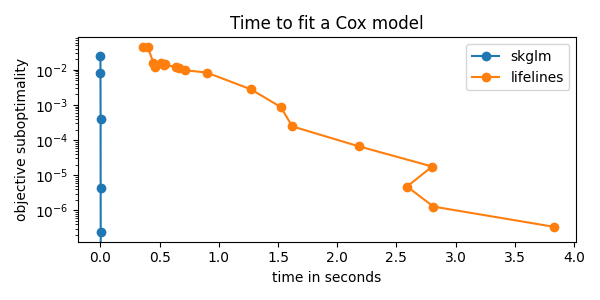 Time to fit a Cox model
skglm
lifelines
objective suboptimality
10⁻²
10⁻³
10⁻⁴
10⁻⁵
10⁻⁶
0.0 0.5 1.0 1.5 2.0 2.5 3.0 3.5 4.0
time in seconds